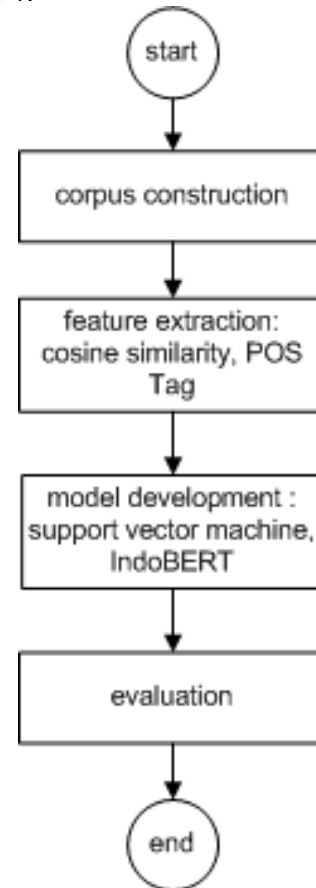 start
corpus construction
feature extraction:
cosine similarity, POS
Tag
model development :
support vector machine,
IndoBERT
evaluation
end